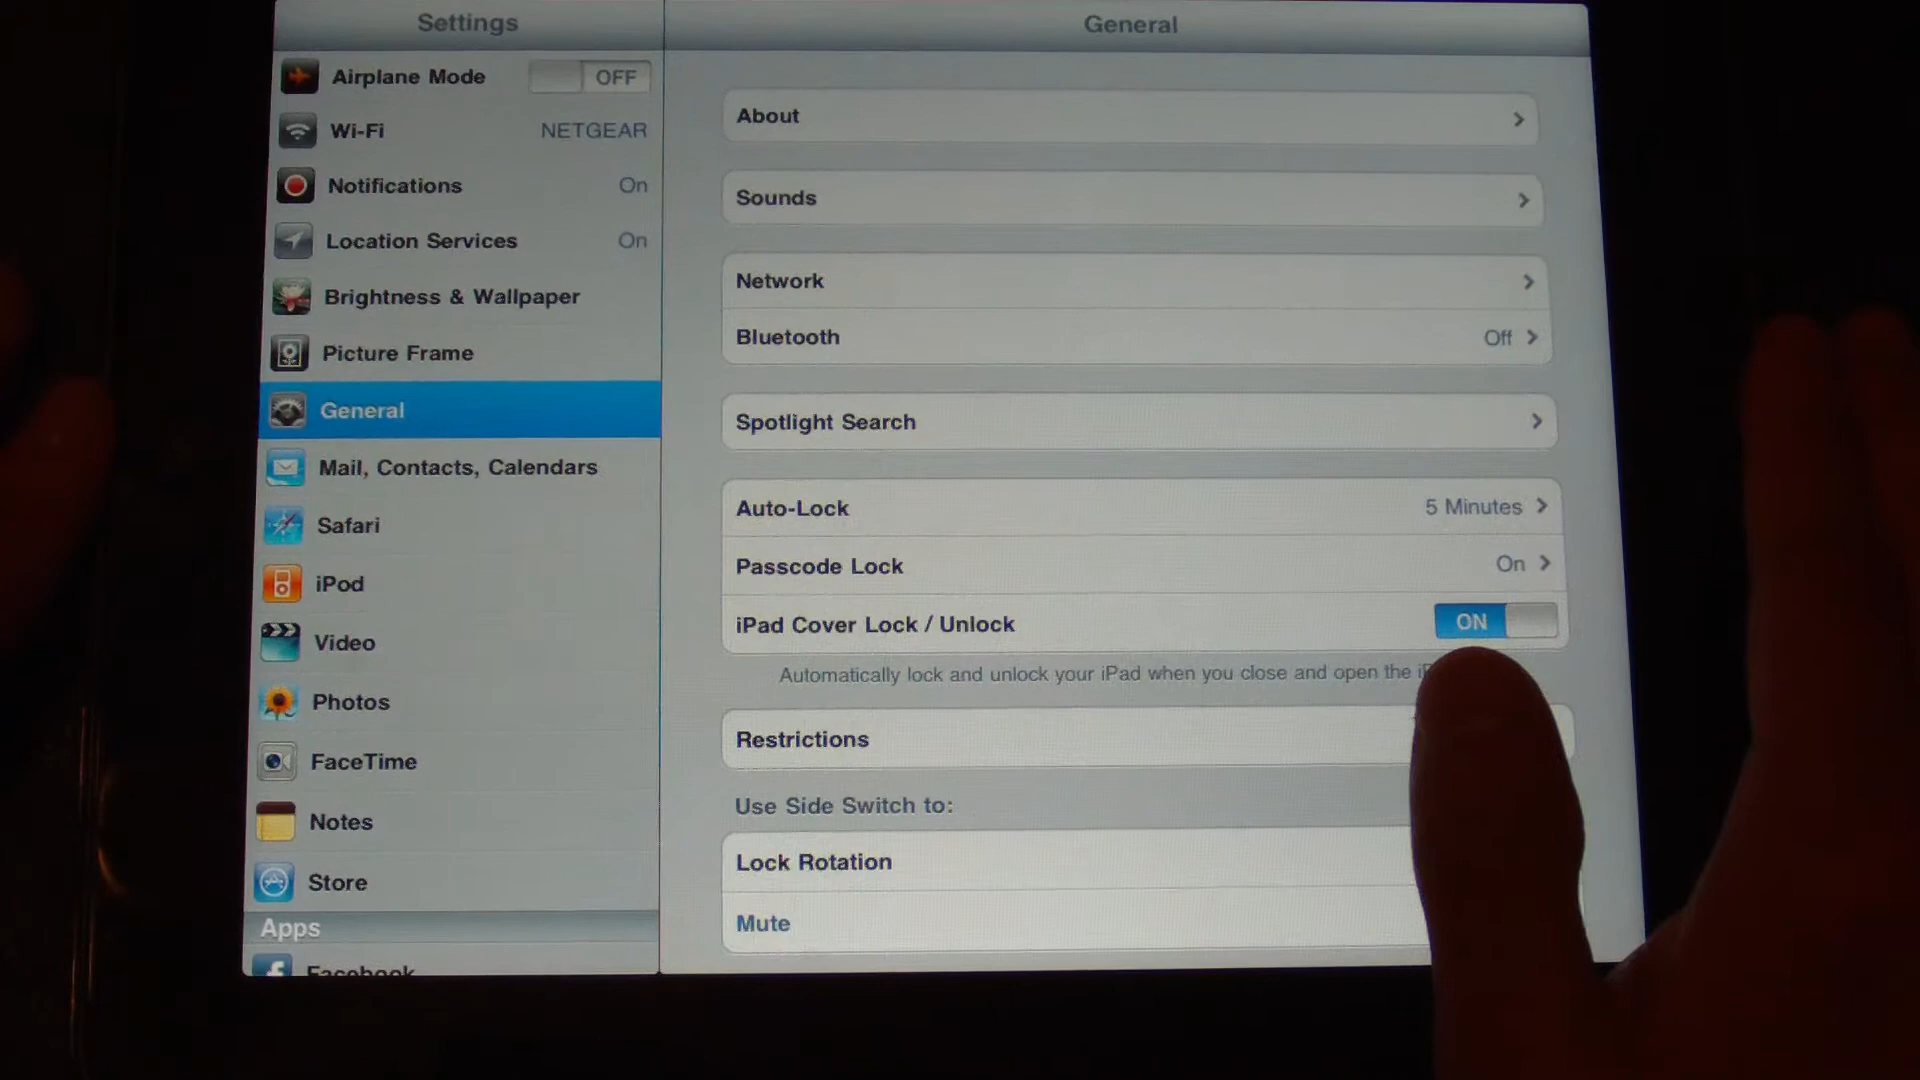 Settings
Airplane Mode OFF
Wi-Fi NETGEAR
Notifications On
Location Services On
Brightness & Wallpaper
Picture Frame
General
Mail, Contacts, Calendars
Safari
iPod
Video
Photos
FaceTime
Notes
Store
Apps
Facebook
General
About
Sounds
Network
Bluetooth Off
Spotlight Search
Auto-Lock 5 Minutes
Passcode Lock On
iPad Cover Lock / Unlock ON
Automatically lock and unlock your iPad when you close and open the
Restrictions
Use Side Switch to:
Lock Rotation
Mute